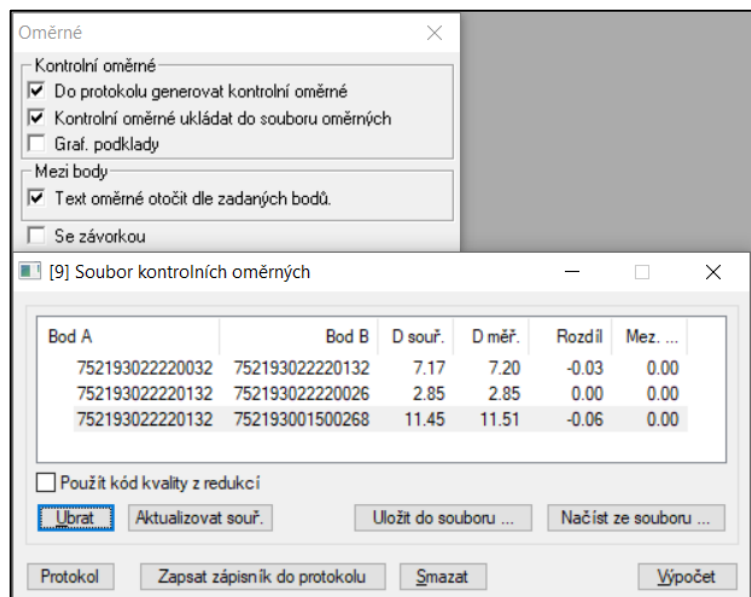 Oměrné
Kontrolní oměrné
Do protokolu generovat kontrolní oměrné
Kontrolní oměrné ukládat do souboru oměrných
Graf. podklady
Mezi body
Text oměrné otočit dle zadaných bodů.
Se závorkou
[9] Soubor kontrolních oměrných
Bod A Bod B D souř. D měř. Rozdíl Mez. ...
752193022220032 752193022220132 7.17 7.20 -0.03 0.00
752193022220132 752193022220026 2.85 2.85 0.00 0.00
752193022220132 752193001500268 11.45 11.51 -0.06 0.00
Použít kód kvality z redukcí
Ubrat Aktualizovat souř. Uložit do souboru ... Načíst ze souboru ...
Protokol Zapsat zápisník do protokolu Smazat Výpočet